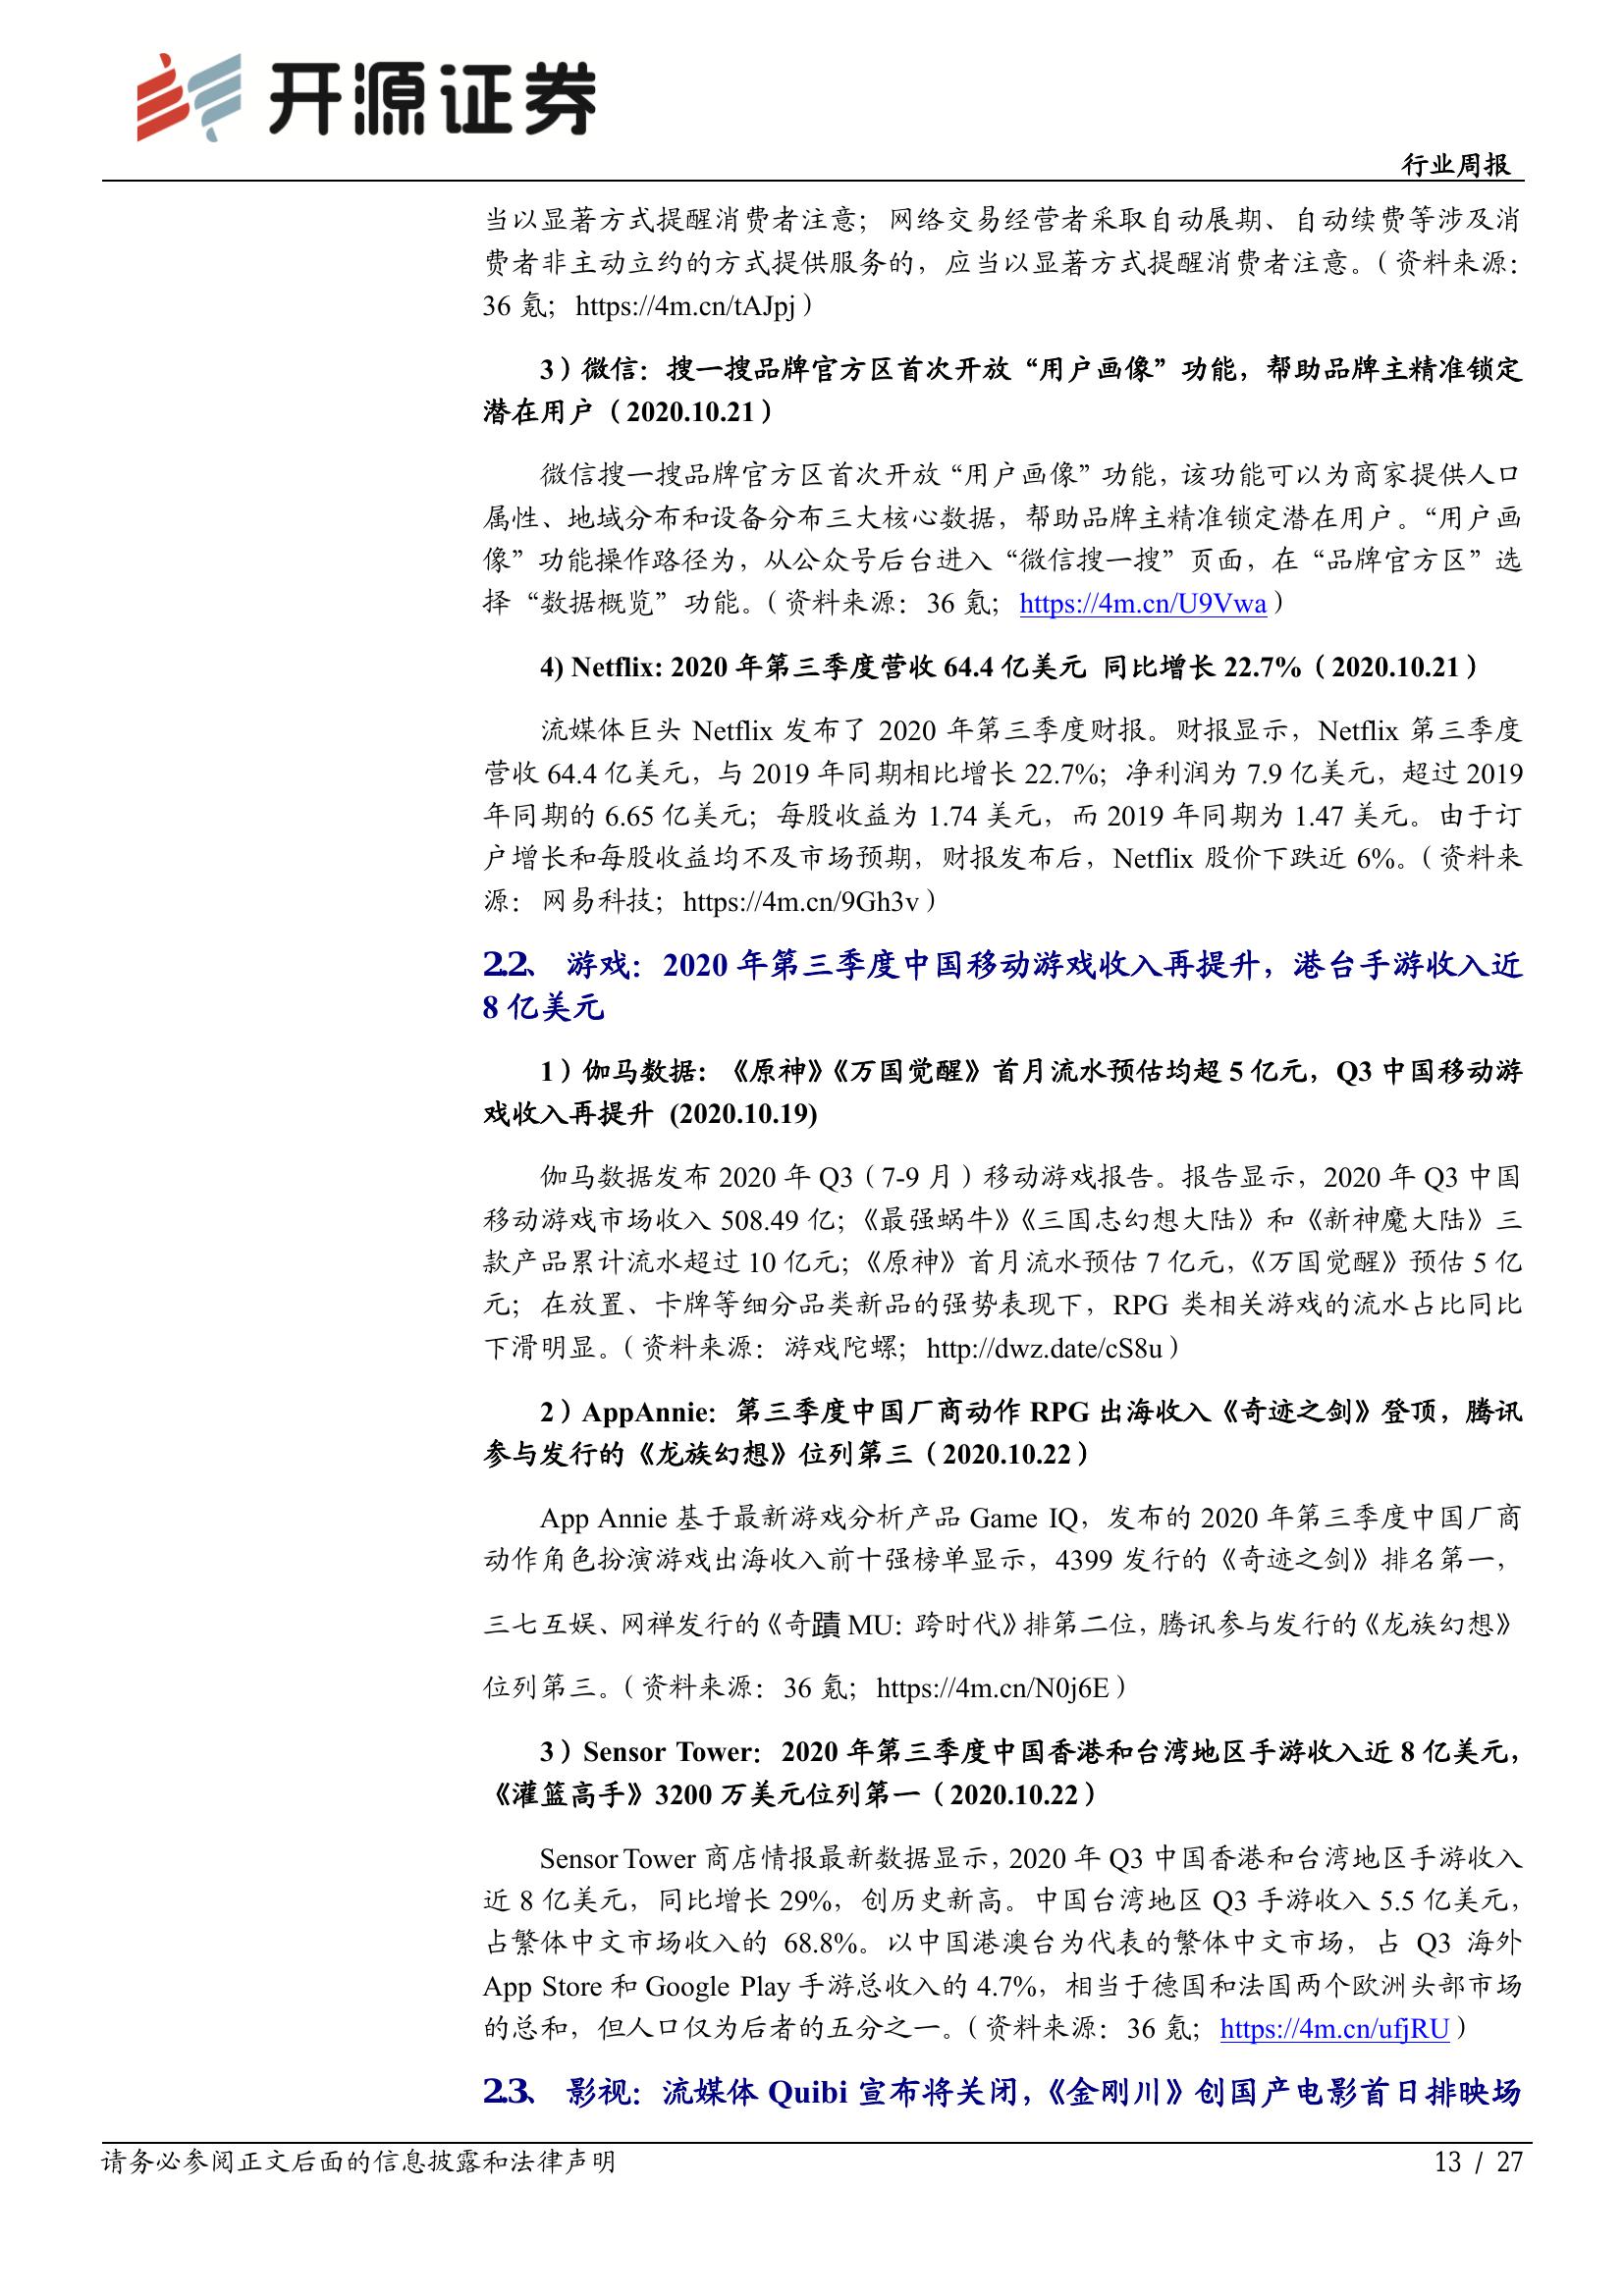 开源证券
行业周报
当以显著方式提醒消费者注意；网络交易经营者采取自动展期、自动续费等涉及消
费者非主动立约的方式提供服务的，应当以显著方式提醒消费者注意。（资料来源：
36 氪；https://4m.cn/tAJpj）
3）微信：搜一搜品牌官方区首次开放“用户画像”功能，帮助品牌主精准锁定
潜在用户（2020.10.21）
微信搜一搜品牌官方区首次开放“用户画像”功能，该功能可以为商家提供人口
属性、地域分布和设备分布三大核心数据，帮助品牌主精准锁定潜在用户。“用户画
像”功能操作路径为，从公众号后台进入“微信搜一搜”页面，在“品牌官方区”选
择“数据概览”功能。（资料来源：36 氪；https://4m.cn/U9Vwa）
4) Netflix: 2020 年第三季度营收 64.4 亿美元 同比增长 22.7%（2020.10.21）
流媒体巨头 Netflix 发布了 2020 年第三季度财报。财报显示，Netflix 第三季度
营收 64.4 亿美元，与 2019 年同期相比增长 22.7%；净利润为 7.9 亿美元，超过 2019
年同期的 6.65 亿美元；每股收益为 1.74 美元，而 2019 年同期为 1.47 美元。由于订
户增长和每股收益均不及市场预期，财报发布后，Netflix 股价下跌近 6%。（资料来
源：网易科技；https://4m.cn/9Gh3v）
2.2、 游戏：2020 年第三季度中国移动游戏收入再提升，港台手游收入近
8 亿美元
1）伽马数据：《原神》《万国觉醒》首月流水预估均超 5 亿元，Q3 中国移动游
戏收入再提升 (2020.10.19)
伽马数据发布 2020 年 Q3（7-9 月）移动游戏报告。报告显示，2020 年 Q3 中国
移动游戏市场收入 508.49 亿；《最强蜗牛》《三国志幻想大陆》和《新神魔大陆》三
款产品累计流水超过 10 亿元；《原神》首月流水预估 7 亿元，《万国觉醒》预估 5 亿
元；在放置、卡牌等细分品类新品的强势表现下，RPG 类相关游戏的流水占比同比
下滑明显。（资料来源：游戏陀螺；http://dwz.date/cS8u）
2）AppAnnie：第三季度中国厂商动作 RPG 出海收入《奇迹之剑》登顶，腾讯
参与发行的《龙族幻想》位列第三（2020.10.22）
App Annie 基于最新游戏分析产品 Game IQ，发布的 2020 年第三季度中国厂商
动作角色扮演游戏出海收入前十强榜单显示，4399 发行的《奇迹之剑》排名第一，
三七互娱、网禅发行的《奇蹟 MU：跨时代》排第二位，腾讯参与发行的《龙族幻想》
位列第三。（资料来源：36 氪；https://4m.cn/N0j6E）
3）Sensor Tower：2020 年第三季度中国香港和台湾地区手游收入近 8 亿美元，
《灌篮高手》3200 万美元位列第一（2020.10.22）
Sensor Tower 商店情报最新数据显示，2020 年 Q3 中国香港和台湾地区手游收入
近 8 亿美元，同比增长 29%，创历史新高。中国台湾地区 Q3 手游收入 5.5 亿美元，
占繁体中文市场收入的 68.8%。以中国港澳台为代表的繁体中文市场，占 Q3 海外
App Store 和 Google Play 手游总收入的 4.7%，相当于德国和法国两个欧洲头部市场
的总和，但人口仅为后者的五分之一。（资料来源：36 氪；https://4m.cn/ufjRU）
2.3、 影视：流媒体 Quibi 宣布将关闭，《金刚川》创国产电影首日排映场
请务必参阅正文后面的信息披露和法律声明
13 / 27